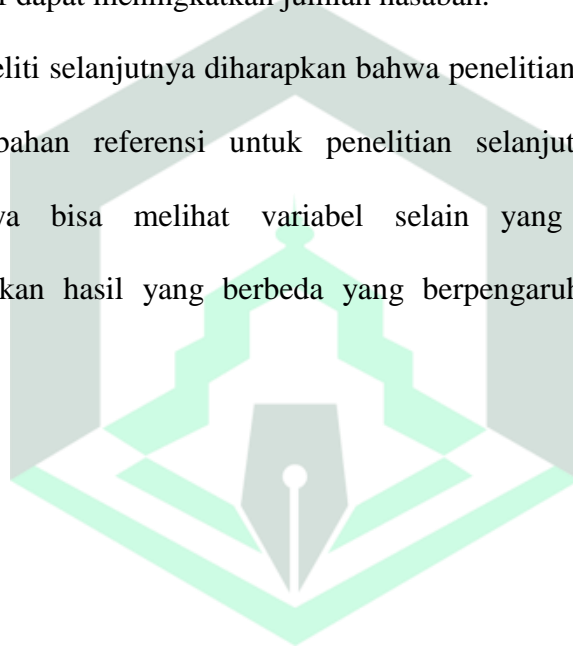 dapat meningkatkan jumlah nasabah.
eliti selanjutnya diharapkan bahwa penelitian
bahan referensi untuk penelitian selanjut
ya bisa melihat variabel selain yang
kan hasil yang berbeda yang berpengaruh